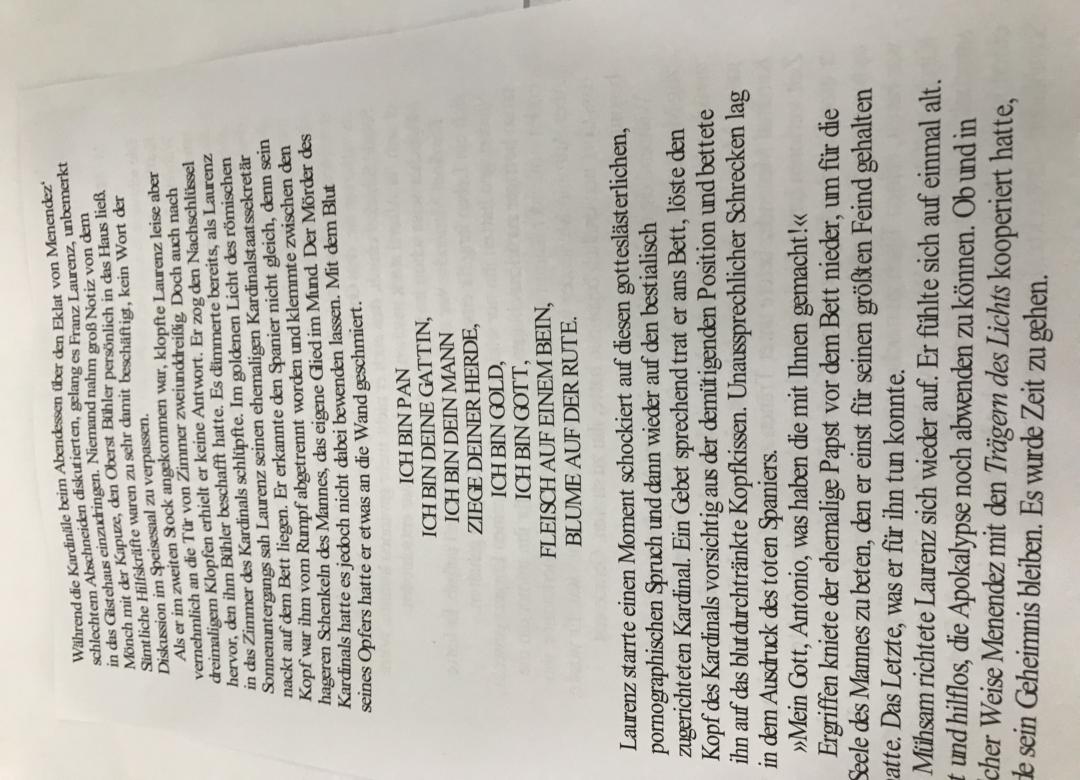 Während die Kardinäle beim Abendessen über den Eklat von Menendez'
schlechtem Abschneiden diskutierten, gelang es Franz Laurenz, unbemerkt
in das Gästehaus einzudringen. Niemand nahm groß Notiz von dem
Mönch mit der Kapuze, den Oberst Bühler persönlich in das Haus ließ.
Sämtliche Hilfskräfte waren zu sehr damit beschäftigt, kein Wort der
Diskussion im Speisesaal zu verpassen.
Als er im zweiten Stock angekommen war, klopfte Laurenz leise aber
vernehmlich an die Tür von Zimmer zweiunddreißig. Doch auch nach
dreimaligem Klopfen erhielt er keine Antwort. Er zog den Nachschlüssel
hervor, den ihm Bühler beschafft hatte. Es dämmerte bereits, als Laurenz
in das Zimmer des Kardinals schlüpfte. Im goldenen Licht des römischen
Sonnenuntergangs sah Laurenz seinen ehemaligen Kardinalstaatssekretär
nackt auf dem Bett liegen. Er erkannte den Spanier nicht gleich, denn sein
Kopf war ihm vom Rumpf abgetrennt worden und klemmte zwischen den
hageren Schenkeln des Mannes, das eigene Glied im Mund. Der Mörder des
Kardinals hatte es jedoch nicht dabei bewenden lassen. Mit dem Blut
seines Opfers hatte er etwas an die Wand geschmiert.
ICH BIN PAN
ICH BIN DEINE GATTIN,
ICH BIN DEIN MANN
ZIEGE DEINER HERDE,
ICH BIN GOLD,
ICH BIN GOTT,
FLEISCH AUF EINEM BEIN,
BLUME AUF DER RUTE.
Laurenz starrte einen Moment schockiert auf diesen gotteslästerlichen,
pornographischen Spruch und dann wieder auf den bestialisch
zugerichteten Kardinal. Ein Gebet sprechend trat er ans Bett, löste den
Kopf des Kardinals vorsichtig aus der demütigenden Position und bettete
ihn auf das blutdurchtränkte Kopfkissen. Unaussprechlicher Schrecken lag
in dem Ausdruck des toten Spaniers.
»Mein Gott, Antonio, was haben die mit Ihnen gemacht!«
Ergriffen kniete der ehemalige Papst vor dem Bett nieder, um für die
Seele des Mannes zu beten, den er einst für seinen größten Feind gehalten
hatte. Das Letzte, was er für ihn tun konnte.
Mühsam richtete Laurenz sich wieder auf. Er fühlte sich auf einmal alt.
t und hilflos, die Apokalypse noch abwenden zu können. Ob und in
cher Weise Menendez mit den Trägern des Lichts kooperiert hatte,
de sein Geheimnis bleiben. Es wurde Zeit zu gehen.